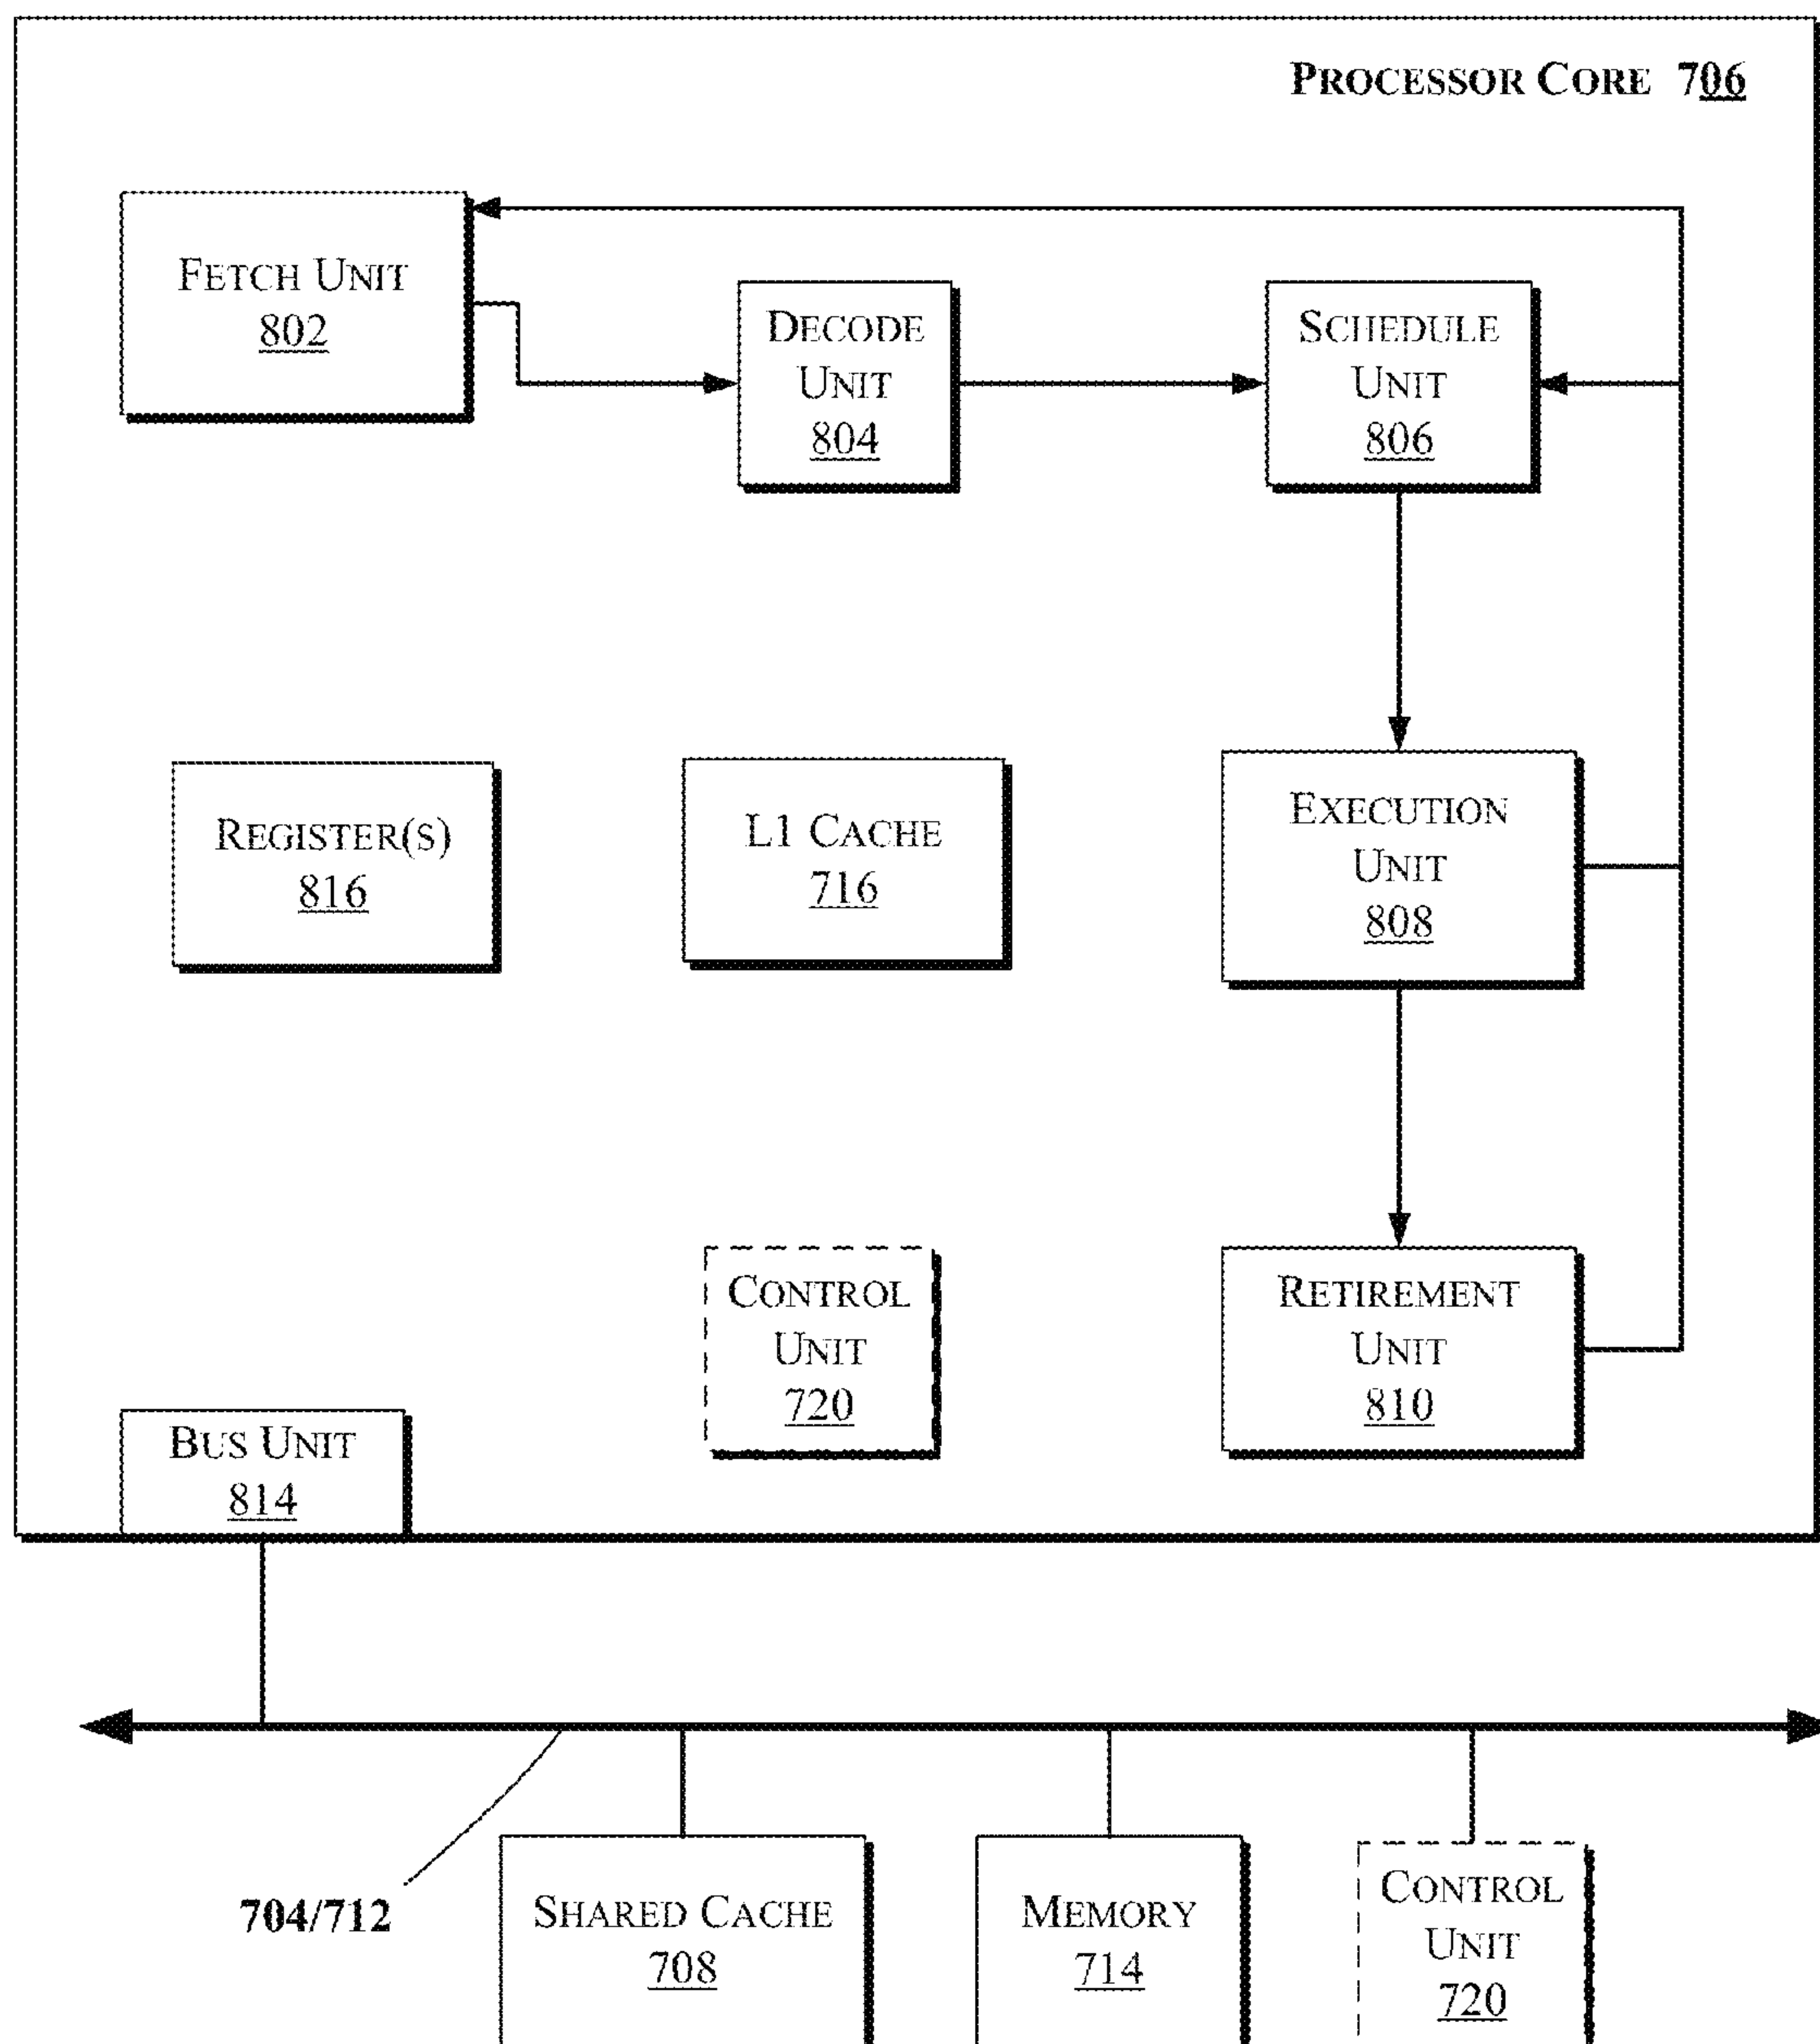 PROCESSOR CORE 706
FETCH UNIT
802
DECODE
UNIT
804
SCHEDULE
UNIT
806
REGISTER(S)
816
L1 CACHE
716
EXECUTION
UNIT
808
CONTROL
UNIT
720
RETIREMENT
UNIT
810
BUS UNIT
814
704/712
SHARED CACHE
708
MEMORY
714
CONTROL
UNIT
720